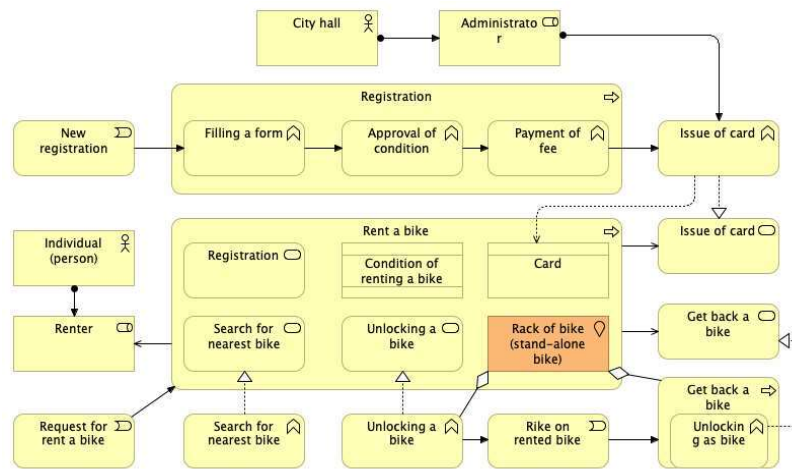 City hall
Administrato
r
Registration
New
registration
Filling a form
Approval of
condition
Payment of
fee
Issue of card
Rent a bike
Individual
(person)
Registration
Condition of
renting a bike
Card
Issue of card
Renter
Search for
nearest bike
Unlocking a
bike
Rack of bike
(stand-alone
bike)
Get back a
bike
Request for
rent a bike
Search for
nearest bike
Unlocking a
bike
Rike on
rented bike
Get back a
bike
Unlockin
g as bike